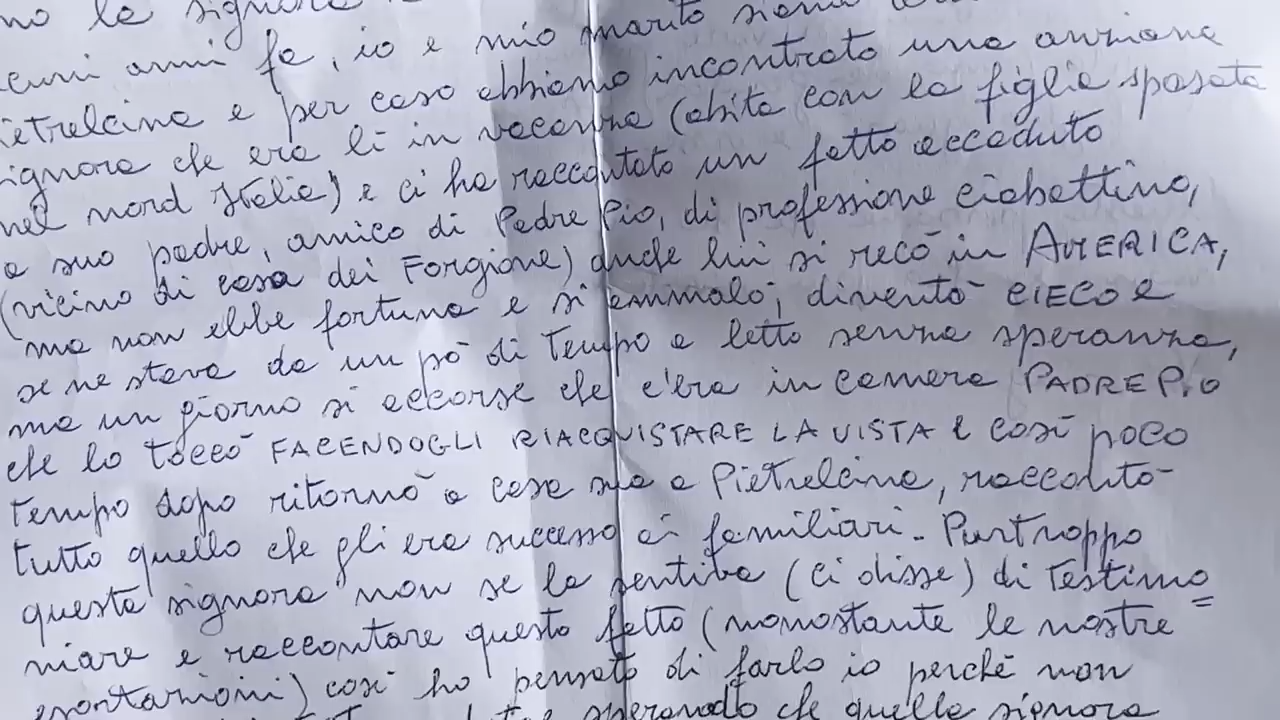 no la signora
cuni anni fa, io e mio marito siamo
ietrelcina e per caso abbiamo incontrato una anziana
ignora che era lì in vacanza (abita con la figlia sposata
nel nord Italia) e ci ha raccontato un fatto accaduto
a suo padre, amico di Padre Pio, di professione ciabattino,
(vicino di casa dei Forgione) anche lui si recò in AMERICA,
ma non ebbe fortuna e si ammalò, diventò CIECO e
se ne stava da un pò di tempo a letto senza speranza,
ma un giorno si accorse che c'era in camera PADRE PIO
che lo toccò FACENDOGLI RIACQUISTARE LA VISTA e così poco
tempo dopo ritornò a casa sua a Pietrelcina, raccontò
tutto quello che gli era successo ai familiari. Purtroppo
questa signora non se la sentiva (ci disse) di testimo=
niare e raccontare questo fatto (nonostante le nostre
esortazioni) così ho pensato di farlo io perchè non
sperando che quella signora